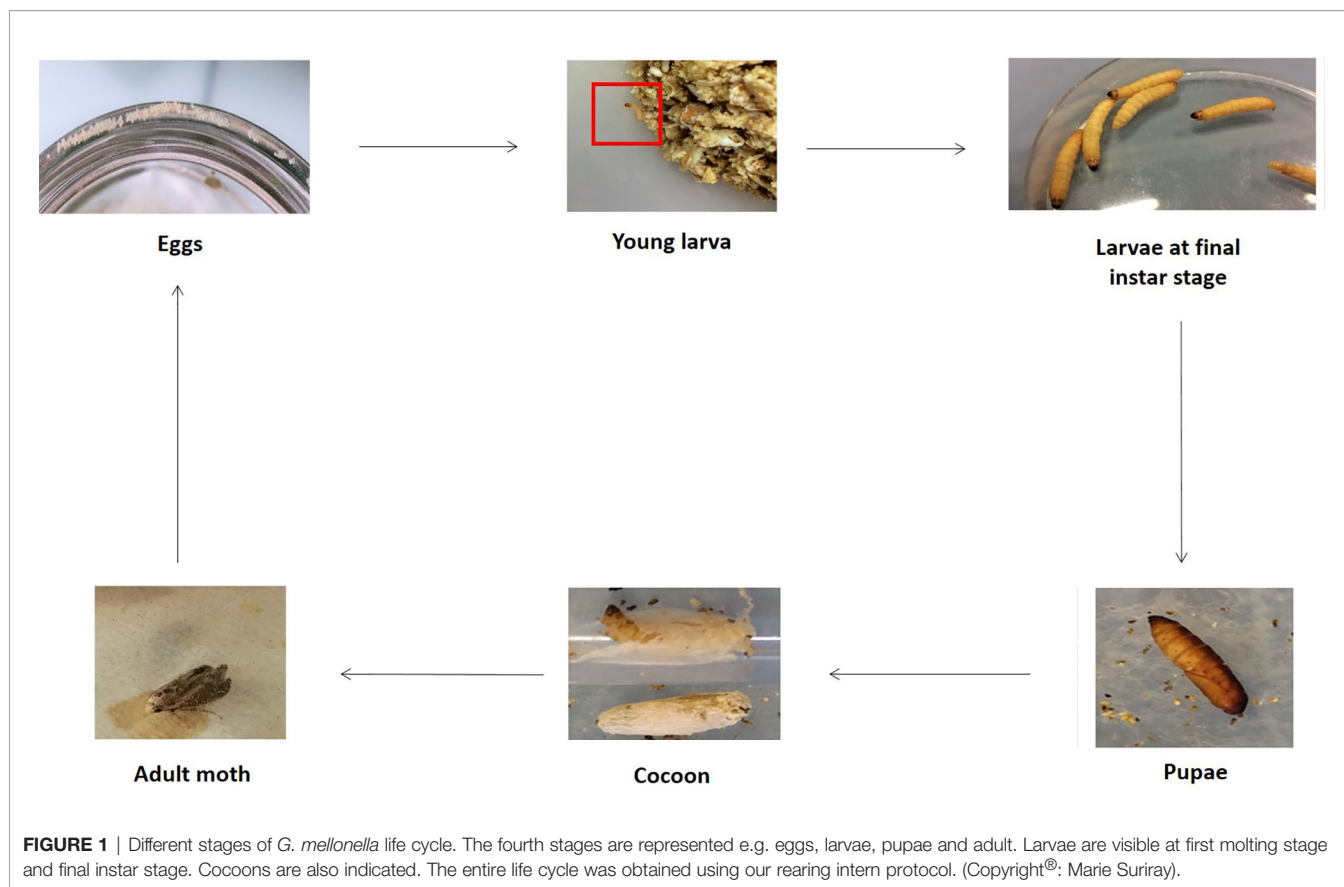 Eggs
Young larva
Larvae at final
instar stage
Adult moth
Cocoon
Pupae
FIGURE 1 | Different stages of G. mellonella life cycle. The fourth stages are represented e.g. eggs, larvae, pupae and adult. Larvae are visible at first molting stage
and final instar stage. Cocoons are also indicated. The entire life cycle was obtained using our rearing intern protocol. (Copyright®: Marie Suriray).